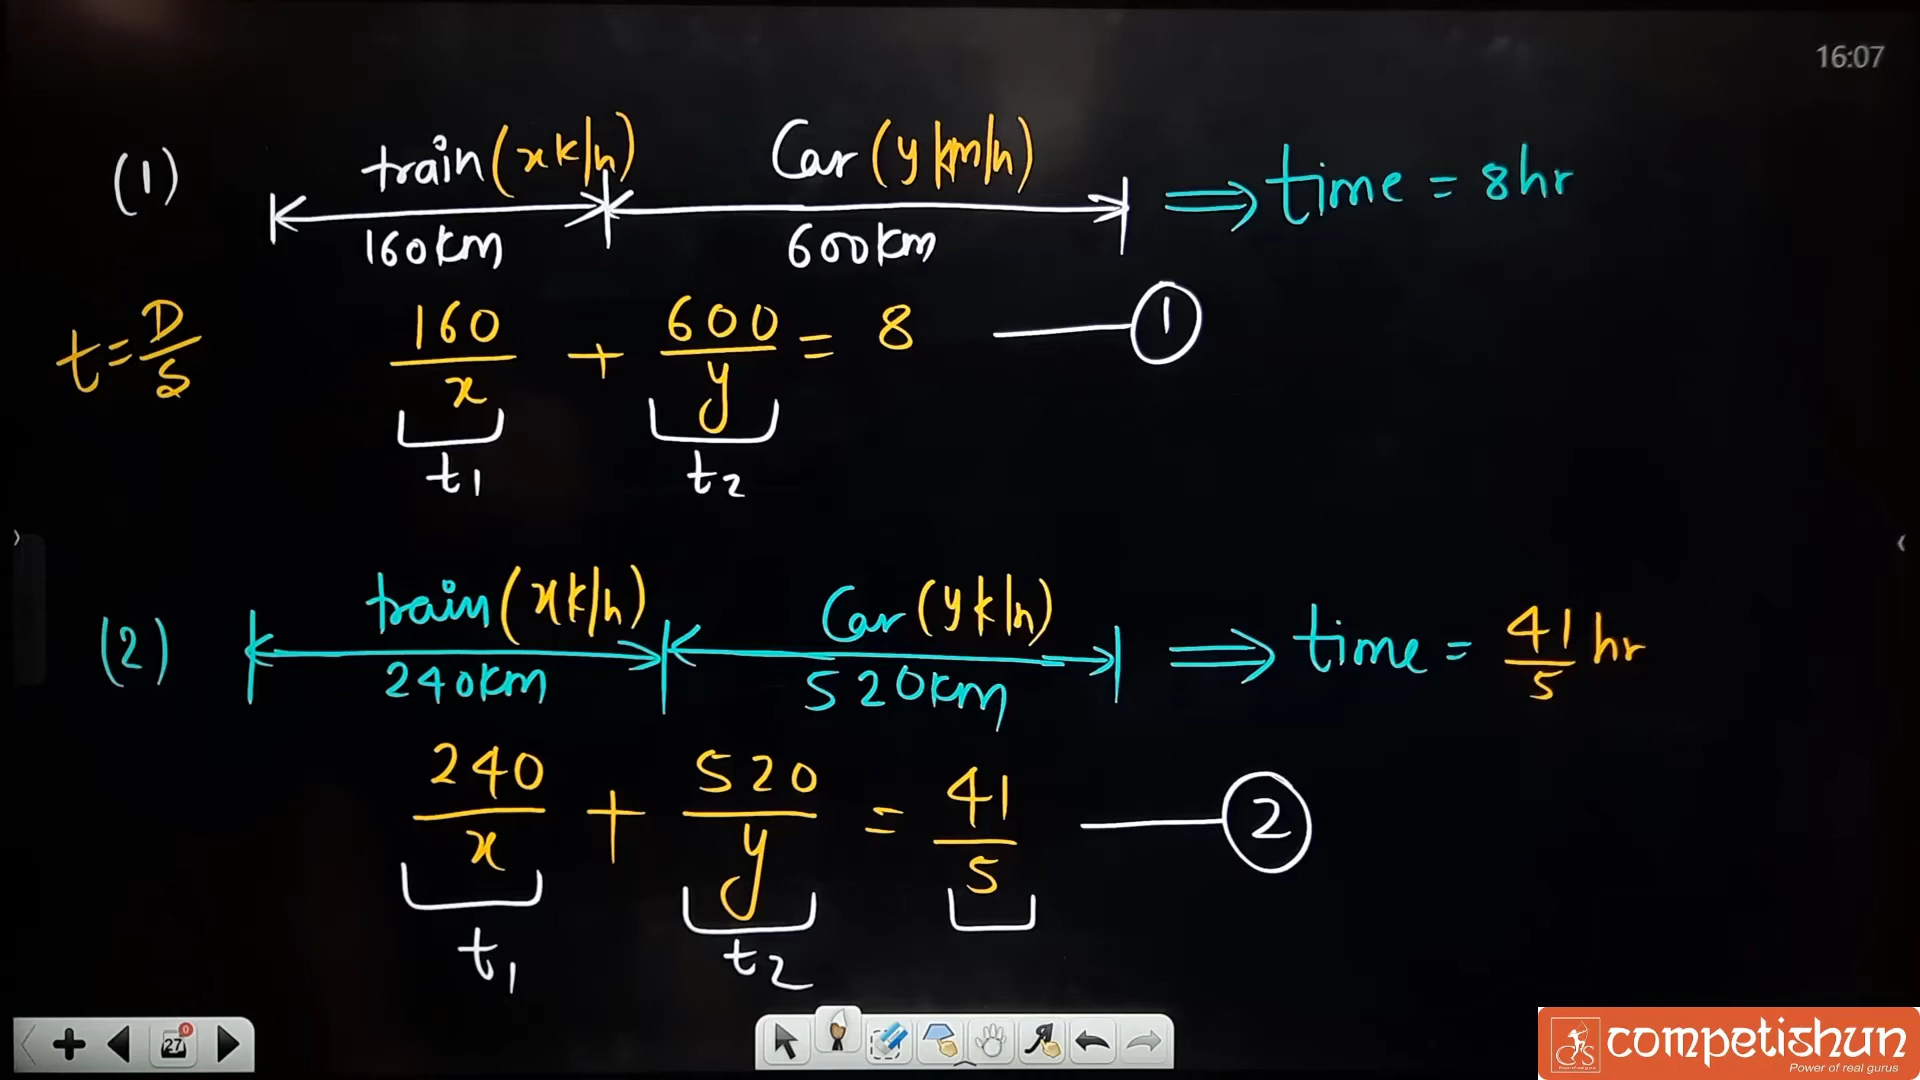 16:07
(1) train (x k/h) Car (y km/h) ⟹ time = 8 hr
160 km 600 km
t = D/S 160/x + 600/y = 8 — 1
t1 t2
(2) train (x k/h) Car (y k/h) ⟹ time = 41/5 hr
240 km 520 km
240/x + 520/y = 41/5 — 2
t1 t2
27 0
competishun
Power of real gurus